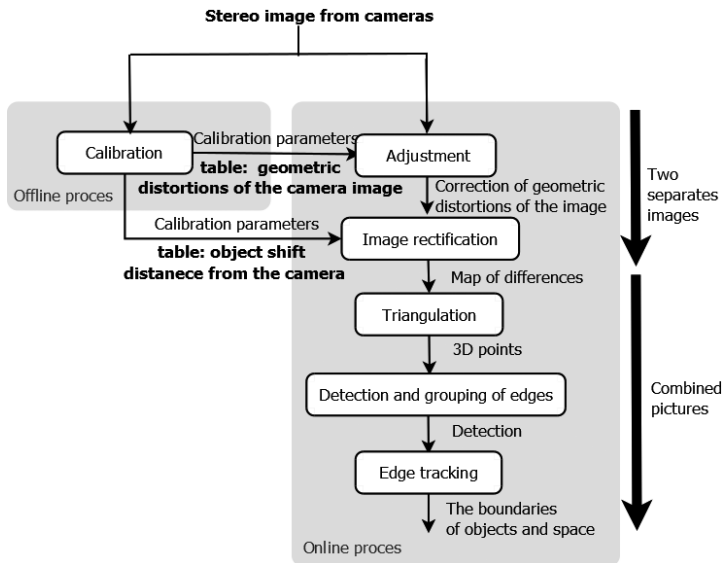 Stereo image from cameras
Calibration
Calibration parameters
table: geometric
distortions of the camera image
Offline proces
Adjustment
Correction of geometric
distortions of the image
Two
separates
images
Calibration parameters
table: object shift
distanece from the camera
Image rectification
Map of differences
Triangulation
3D points
Detection and grouping of edges
Combined
pictures
Detection
Edge tracking
The boundaries
of objects and space
Online proces